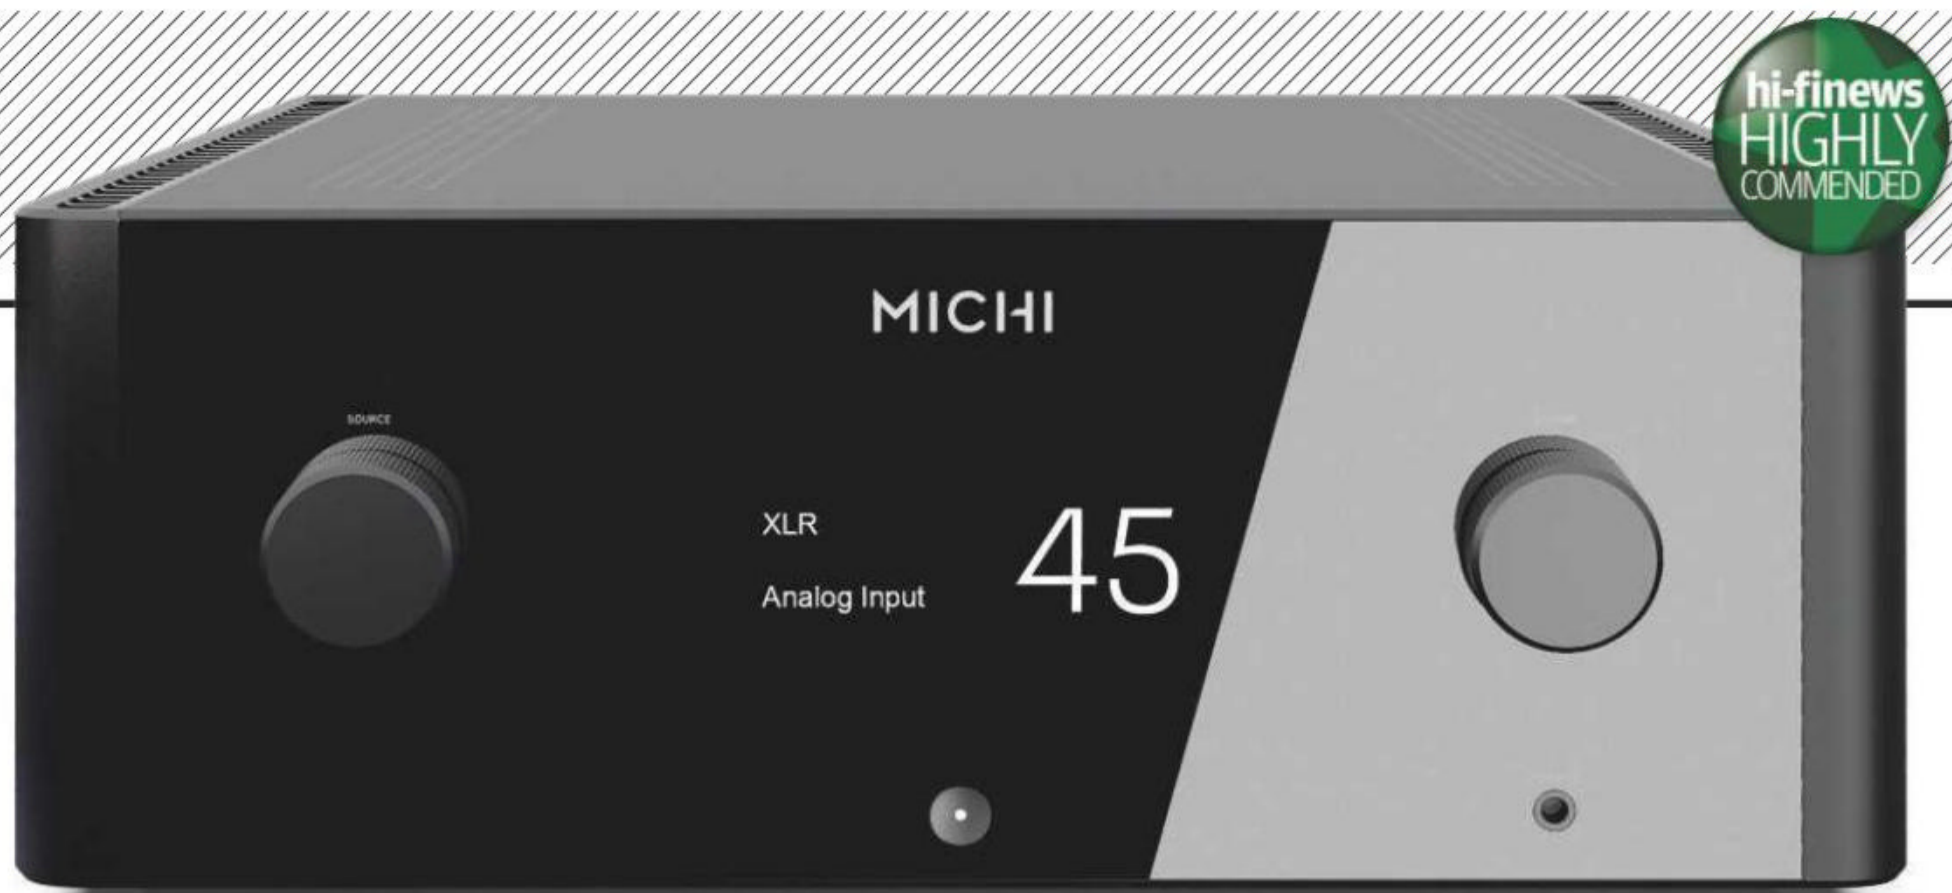 hi-finews
HIGHLY
COMMENDED
MICHI
SOURCE
XLR
Analog Input
45